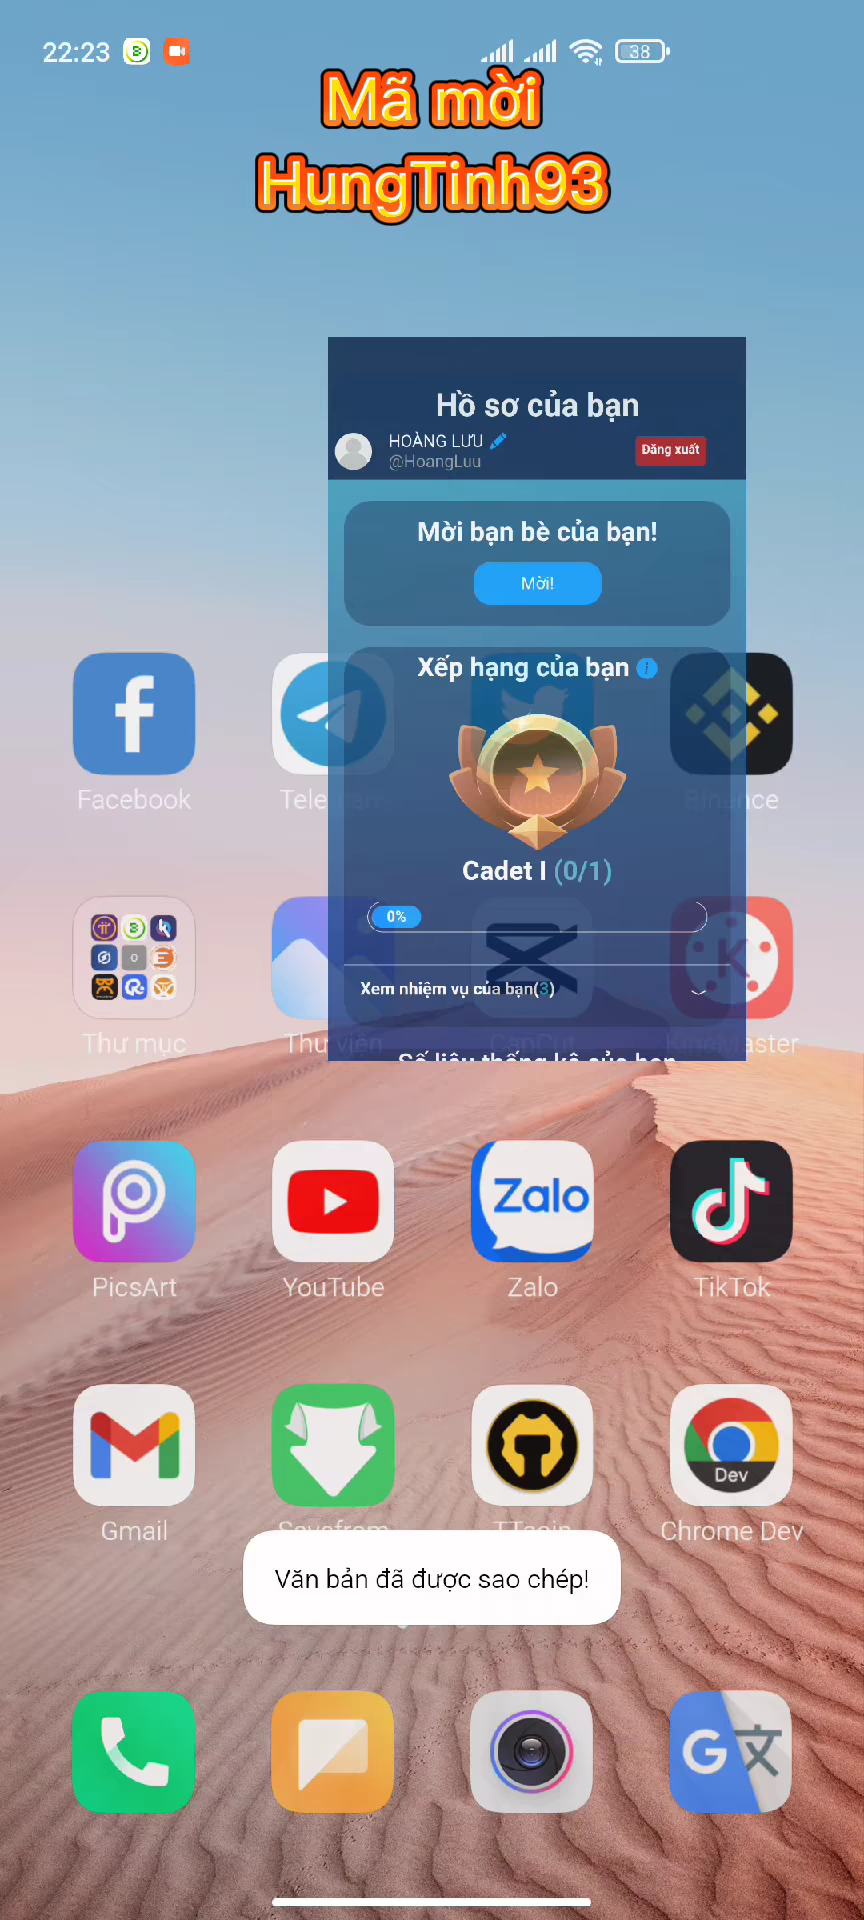 22:23
38
Mã mời
HungTinh93
Hồ sơ của bạn
HOÀNG LƯU
@HoangLuu
Đăng xuất
Mời bạn bè của bạn!
Mời!
Xếp hạng của bạn
Cadet I (0/1)
0%
Xem nhiệm vụ của bạn(3)
Số liệu thống kê của bạn
Facebook
Binance
Thư mục
Thư viện
CapCut
KineMaster
PicsArt
YouTube
Zalo
Zalo
TikTok
Dev
Gmail
Chrome Dev
Văn bản đã được sao chép!